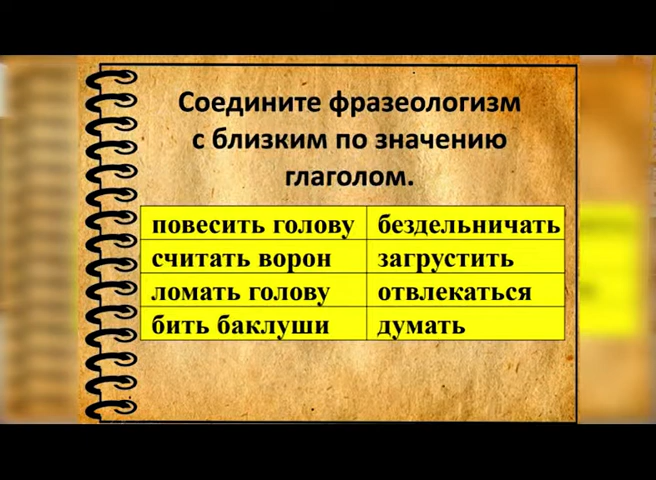 Соедините фразеологизм
с близким по значению
глаголом.
повесить голову бездельничать
считать ворон загрустить
ломать голову отвлекаться
бить баклуши думать